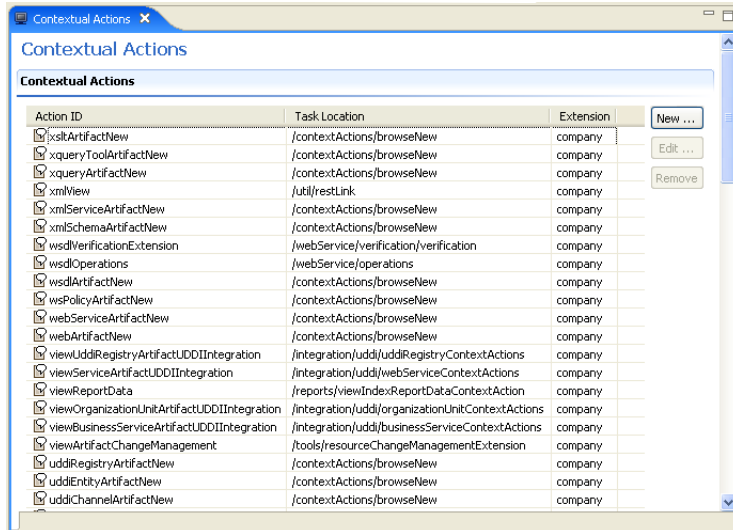 Contextual Actions
Contextual Actions
Contextual Actions
Action ID Task Location Extension
New ...
xsltArtifactNew /contextActions/browseNew company
Edit ...
xqueryToolArtifactNew /contextActions/browseNew company
xqueryArtifactNew /contextActions/browseNew company
Remove
xmlView /util/restLink company
xmlServiceArtifactNew /contextActions/browseNew company
xmlSchemaArtifactNew /contextActions/browseNew company
wsdlVerificationExtension /webService/verification/verification company
wsdlOperations /webService/operations company
wsdlArtifactNew /contextActions/browseNew company
wsPolicyArtifactNew /contextActions/browseNew company
webServiceArtifactNew /contextActions/browseNew company
webArtifactNew /contextActions/browseNew company
viewUddiRegistryArtifactUDDIIntegration /integration/uddi/uddiRegistryContextActions company
viewServiceArtifactUDDIIntegration /integration/uddi/webServiceContextActions company
viewReportData /reports/viewIndexReportDataContextAction company
viewOrganizationUnitArtifactUDDIIntegration /integration/uddi/organizationUnitContextActions company
viewBusinessServiceArtifactUDDIIntegration /integration/uddi/businessServiceContextActions company
viewArtifactChangeManagement /tools/resourceChangeManagementExtension company
uddiRegistryArtifactNew /contextActions/browseNew company
uddiEntityArtifactNew /contextActions/browseNew company
uddiChannelArtifactNew /contextActions/browseNew company